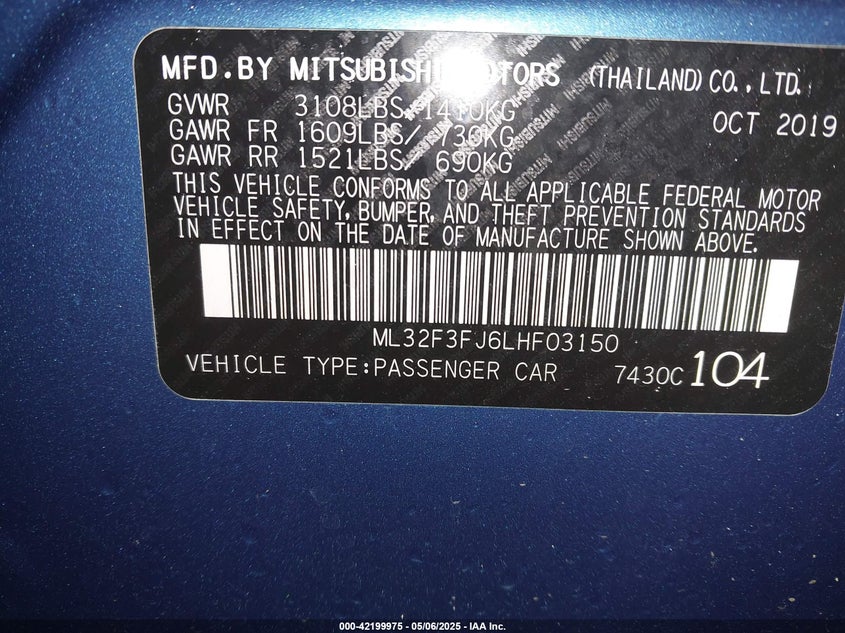 MFD.BY MITSUBISHI MOTORS (THAILAND) CO., LTD.
GVWR 3108LBS/1410KG
OCT 2019
GAWR FR 1609LBS/ 730KG
GAWR RR 1521LBS/ 690KG
THIS VEHICLE CONFORMS TO ALL APPLICABLE FEDERAL MOTOR
VEHICLE SAFETY, BUMPER, AND THEFT PREVENTION STANDARDS
IN EFFECT ON THE DATE OF MANUFACTURE SHOWN ABOVE.
ML32F3FJ6LHF03150
VEHICLE TYPE:PASSENGER CAR 7430C 104
000-42199975 - 05/06/2025 - IAA Inc.